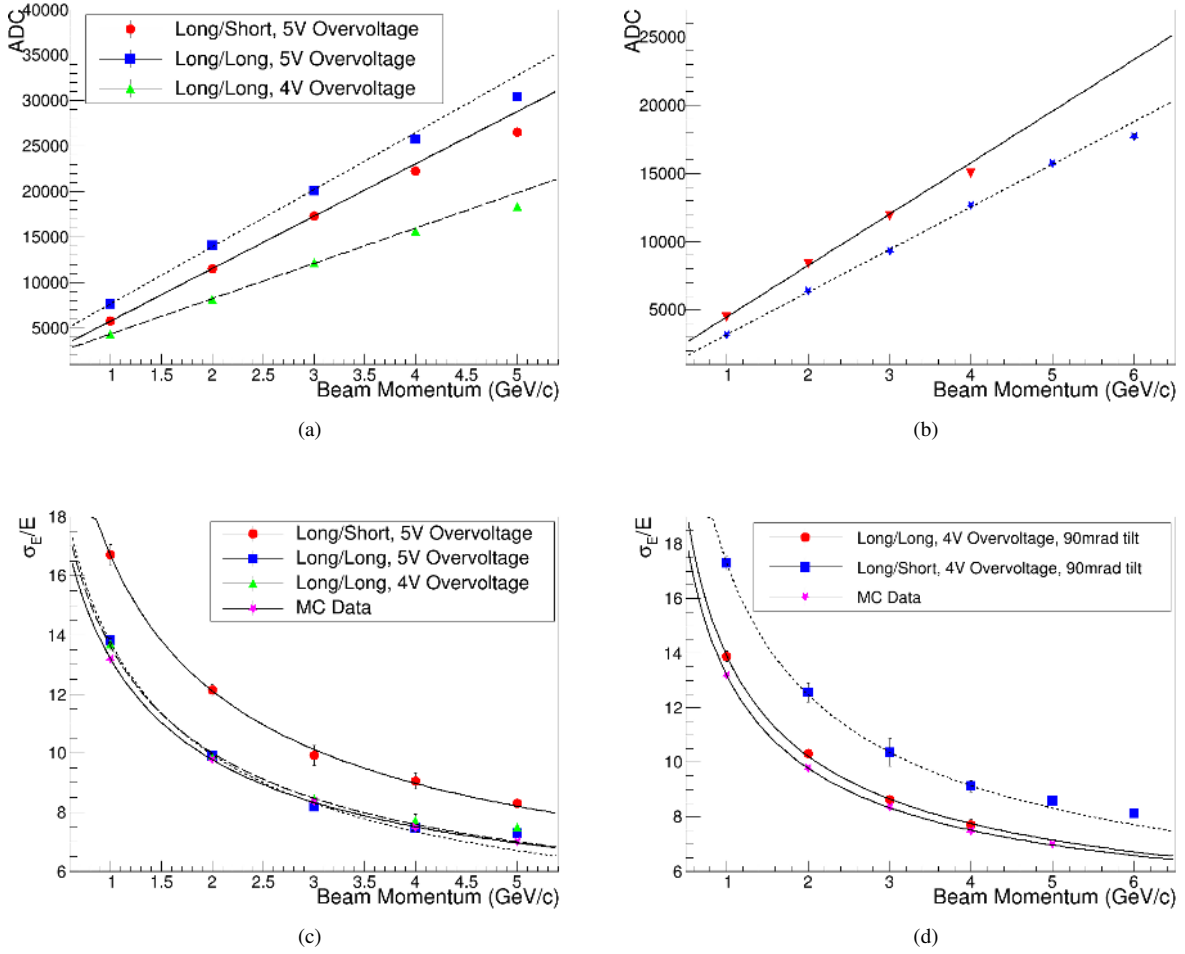 ADC
40000
35000
30000
25000
20000
15000
10000
5000
Long/Short, 5V Overvoltage
Long/Long, 5V Overvoltage
Long/Long, 4V Overvoltage
1 1.5 2 2.5 3 3.5 4 4.5 5
Beam Momentum (GeV/c)
(a)
ADC
25000
20000
15000
10000
5000
1 2 3 4 5 6
Beam Momentum (GeV/c)
(b)
σE/E
18
16
14
12
10
8
6
Long/Short, 5V Overvoltage
Long/Long, 5V Overvoltage
Long/Long, 4V Overvoltage
MC Data
1 1.5 2 2.5 3 3.5 4 4.5 5
Beam Momentum (GeV/c)
(c)
σE/E
18
16
14
12
10
8
6
Long/Long, 4V Overvoltage, 90mrad tilt
Long/Short, 4V Overvoltage, 90mrad tilt
MC Data
1 2 3 4 5 6
Beam Momentum (GeV/c)
(d)